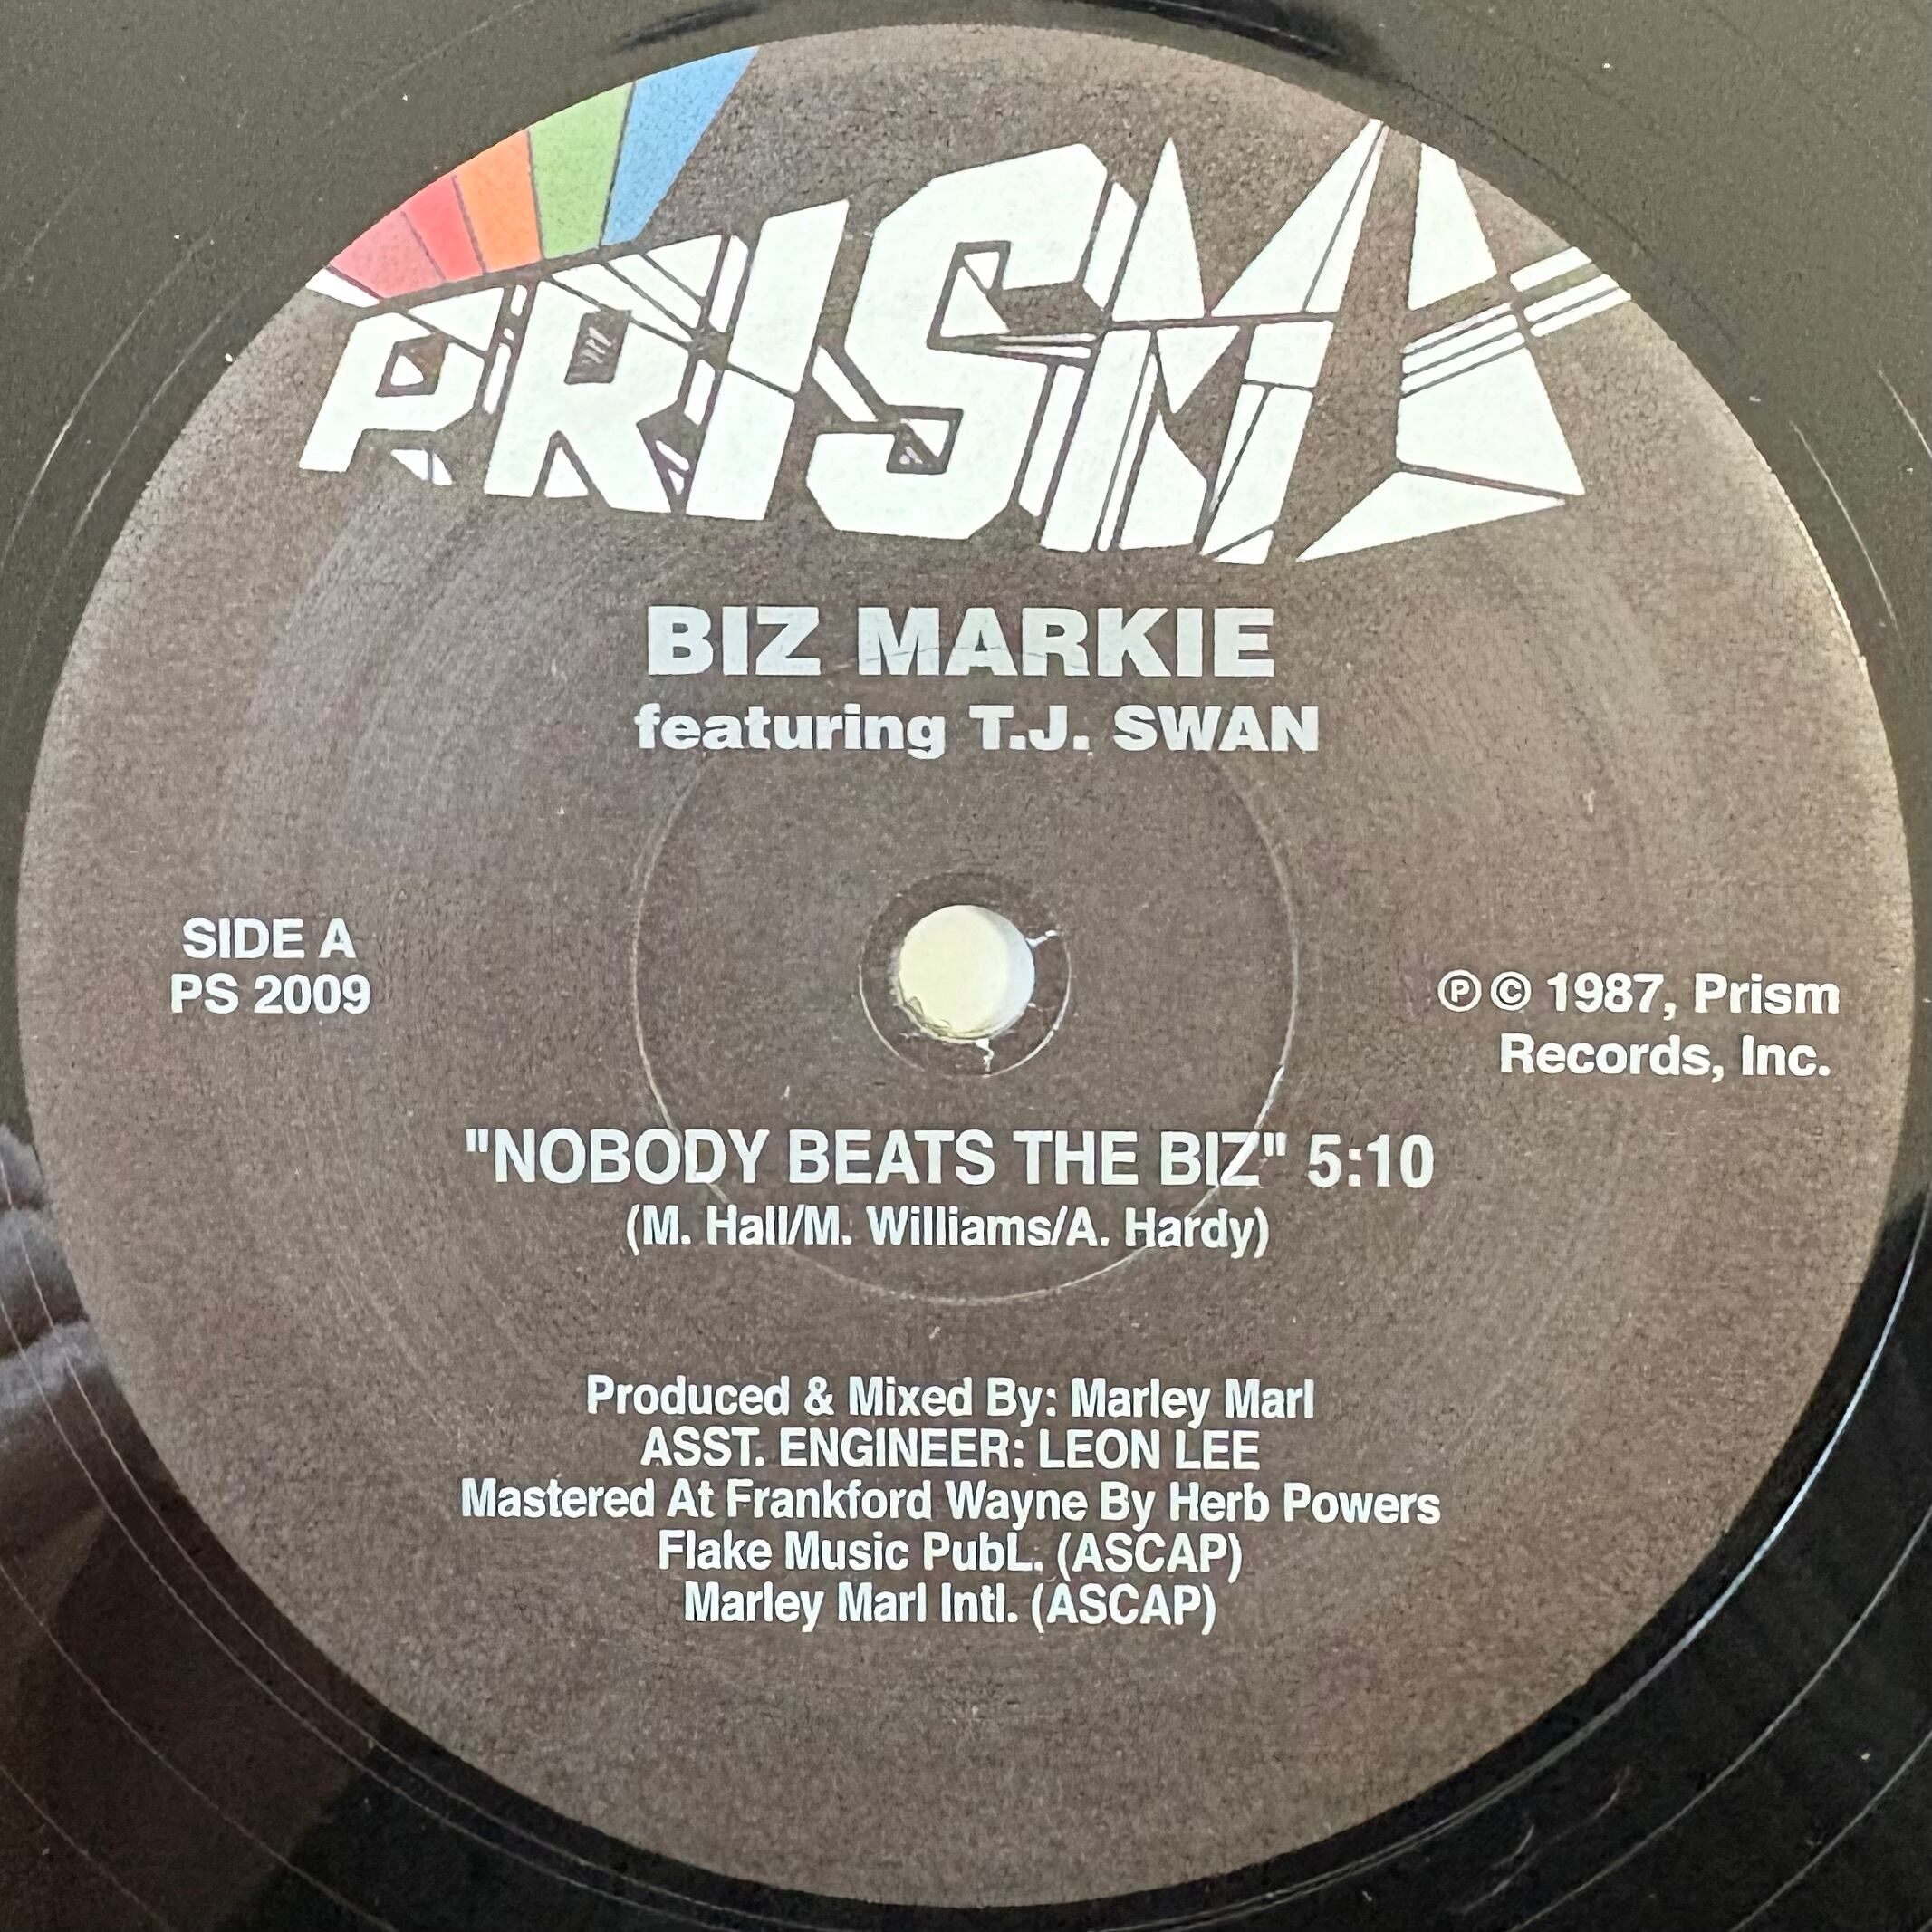 PRISM
BIZ MARKIE
featuring T.J. SWAN
SIDE A
PS 2009
℗ © 1987, Prism
Records, Inc.
"NOBODY BEATS THE BIZ" 5:10
(M. Hall/M. Williams/A. Hardy)
Produced & Mixed By: Marley Marl
ASST. ENGINEER: LEON LEE
Mastered At Frankford Wayne By Herb Powers
Flake Music PubL. (ASCAP)
Marley Marl Intl. (ASCAP)